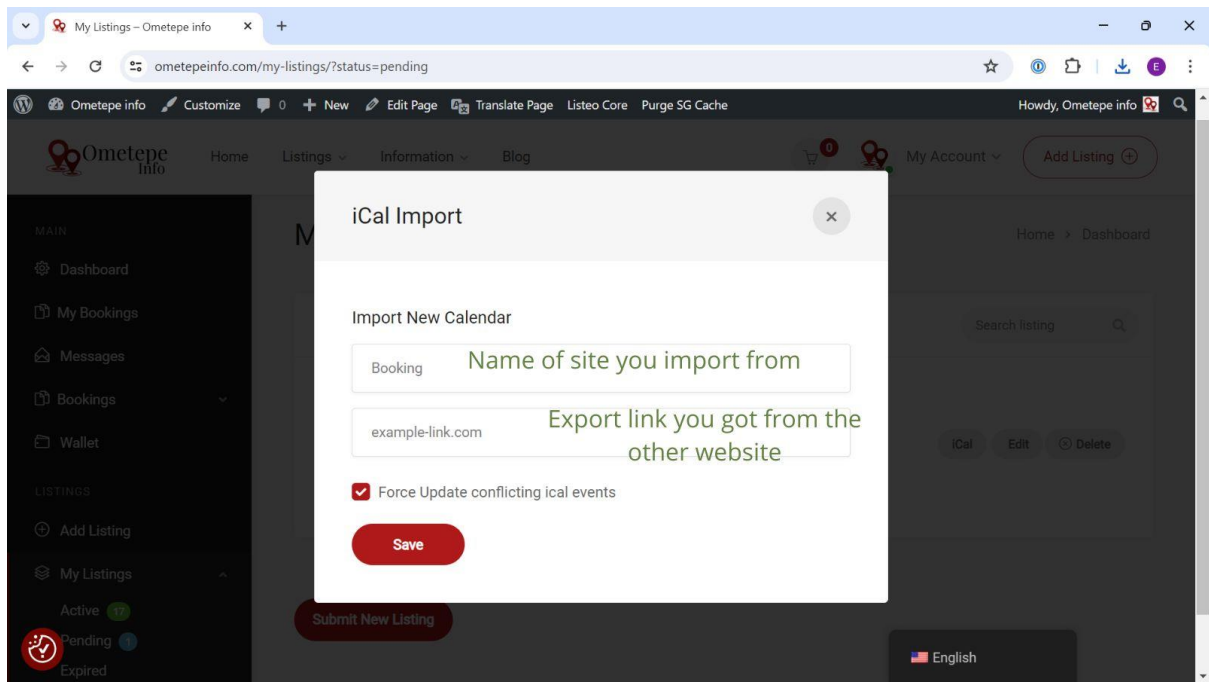 My Listings – Ometepe info
ometepeinfo.com/my-listings/?status=pending
E
Ometepe info Customize 0 New Edit Page Translate Page Listeo Core Purge SG Cache Howdy, Ometepe info
Ometepe
Info
Home Listings Information Blog 0 My Account Add Listing
iCal Import
M
Home Dashboard
MAIN
Dashboard
My Bookings
Messages
Bookings
Wallet
LISTINGS
Add Listing
My Listings
Active 17
Pending 1
Expired
Import New Calendar
Search listing
Booking Name of site you import from
example-link.com Export link you got from the
other website
iCal Edit Delete
Force Update conflicting ical events
Save
Submit New Listing
English